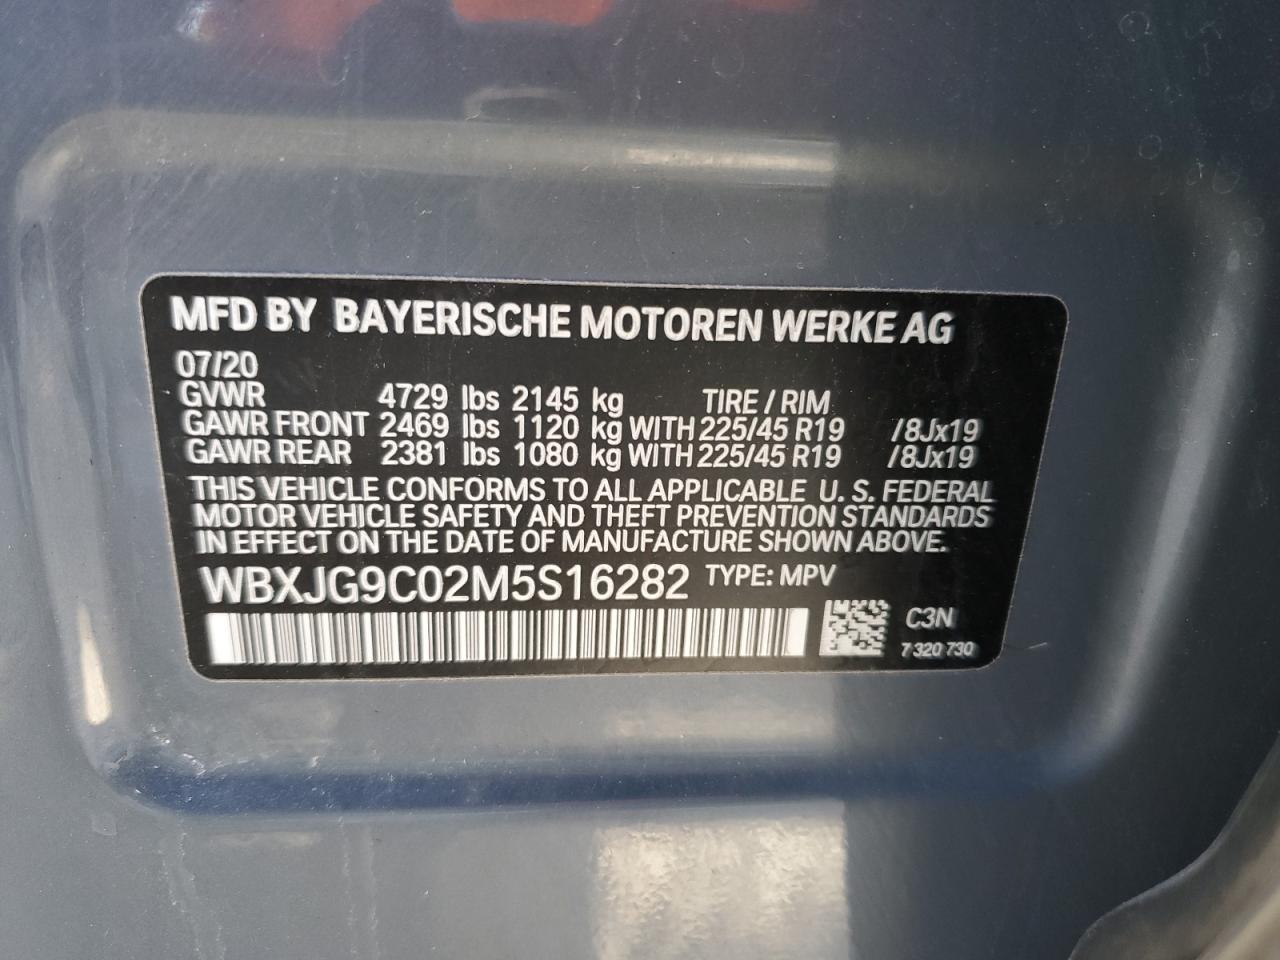 MFD BY BAYERISCHE MOTOREN WERKE AG
07/20
GVWR 4729 lbs 2145 kg TIRE / RIM
GAWR FRONT 2469 lbs 1120 kg WITH 225/45 R19 /8Jx19
GAWR REAR 2381 lbs 1080 kg WITH 225/45 R19 /8Jx19
THIS VEHICLE CONFORMS TO ALL APPLICABLE U. S. FEDERAL
MOTOR VEHICLE SAFETY AND THEFT PREVENTION STANDARDS
IN EFFECT ON THE DATE OF MANUFACTURE SHOWN ABOVE.
WBXJG9C02M5S16282 TYPE: MPV
C3N
7 320 730